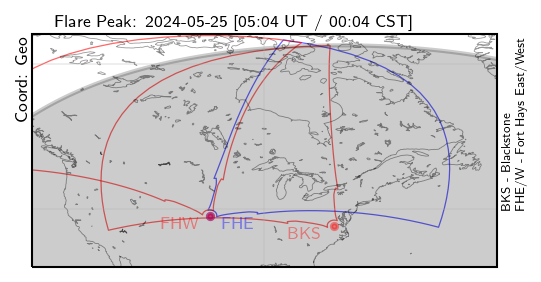 Flare Peak: 2024-05-25 [05:04 UT / 00:04 CST]
Coord: Geo
FHW
FHE
BKS
BKS - Blackstone
FHE/W - Fort Hays East/West